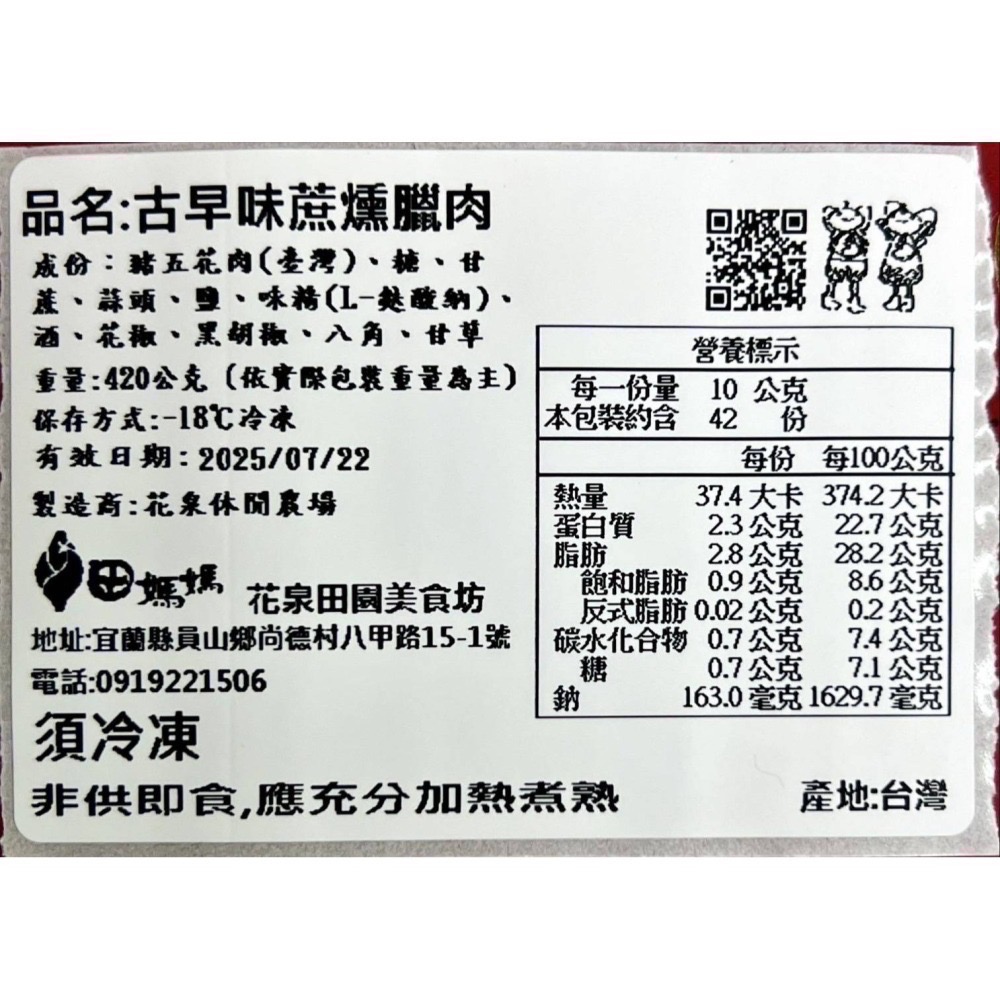 品名:古早味蔗燻臘肉
成份：豬五花肉(臺灣)、糖、甘
蔗、蒜頭、鹽、味精(L-麩酸納)、
酒、花椒、黑胡椒、八角、甘草
重量:420公克（依實際包裝重量為主）
保存方式:-18℃冷凍
有效日期:2025/07/22
製造商:花泉休閒農場
田媽媽 花泉田園美食坊
地址:宜蘭縣員山鄉尚德村八甲路15-1號
電話:0919221506
須冷凍
非供即食,應充分加熱煮熟
營養標示
每一份量 10 公克
本包裝約含 42 份
每份 每100公克
熱量 37.4 大卡 374.2 大卡
蛋白質 2.3 公克 22.7 公克
脂肪 2.8 公克 28.2 公克
飽和脂肪 0.9 公克 8.6 公克
反式脂肪 0.02 公克 0.2 公克
碳水化合物 0.7 公克 7.4 公克
糖 0.7 公克 7.1 公克
鈉 163.0 毫克 1629.7 毫克
產地:台灣